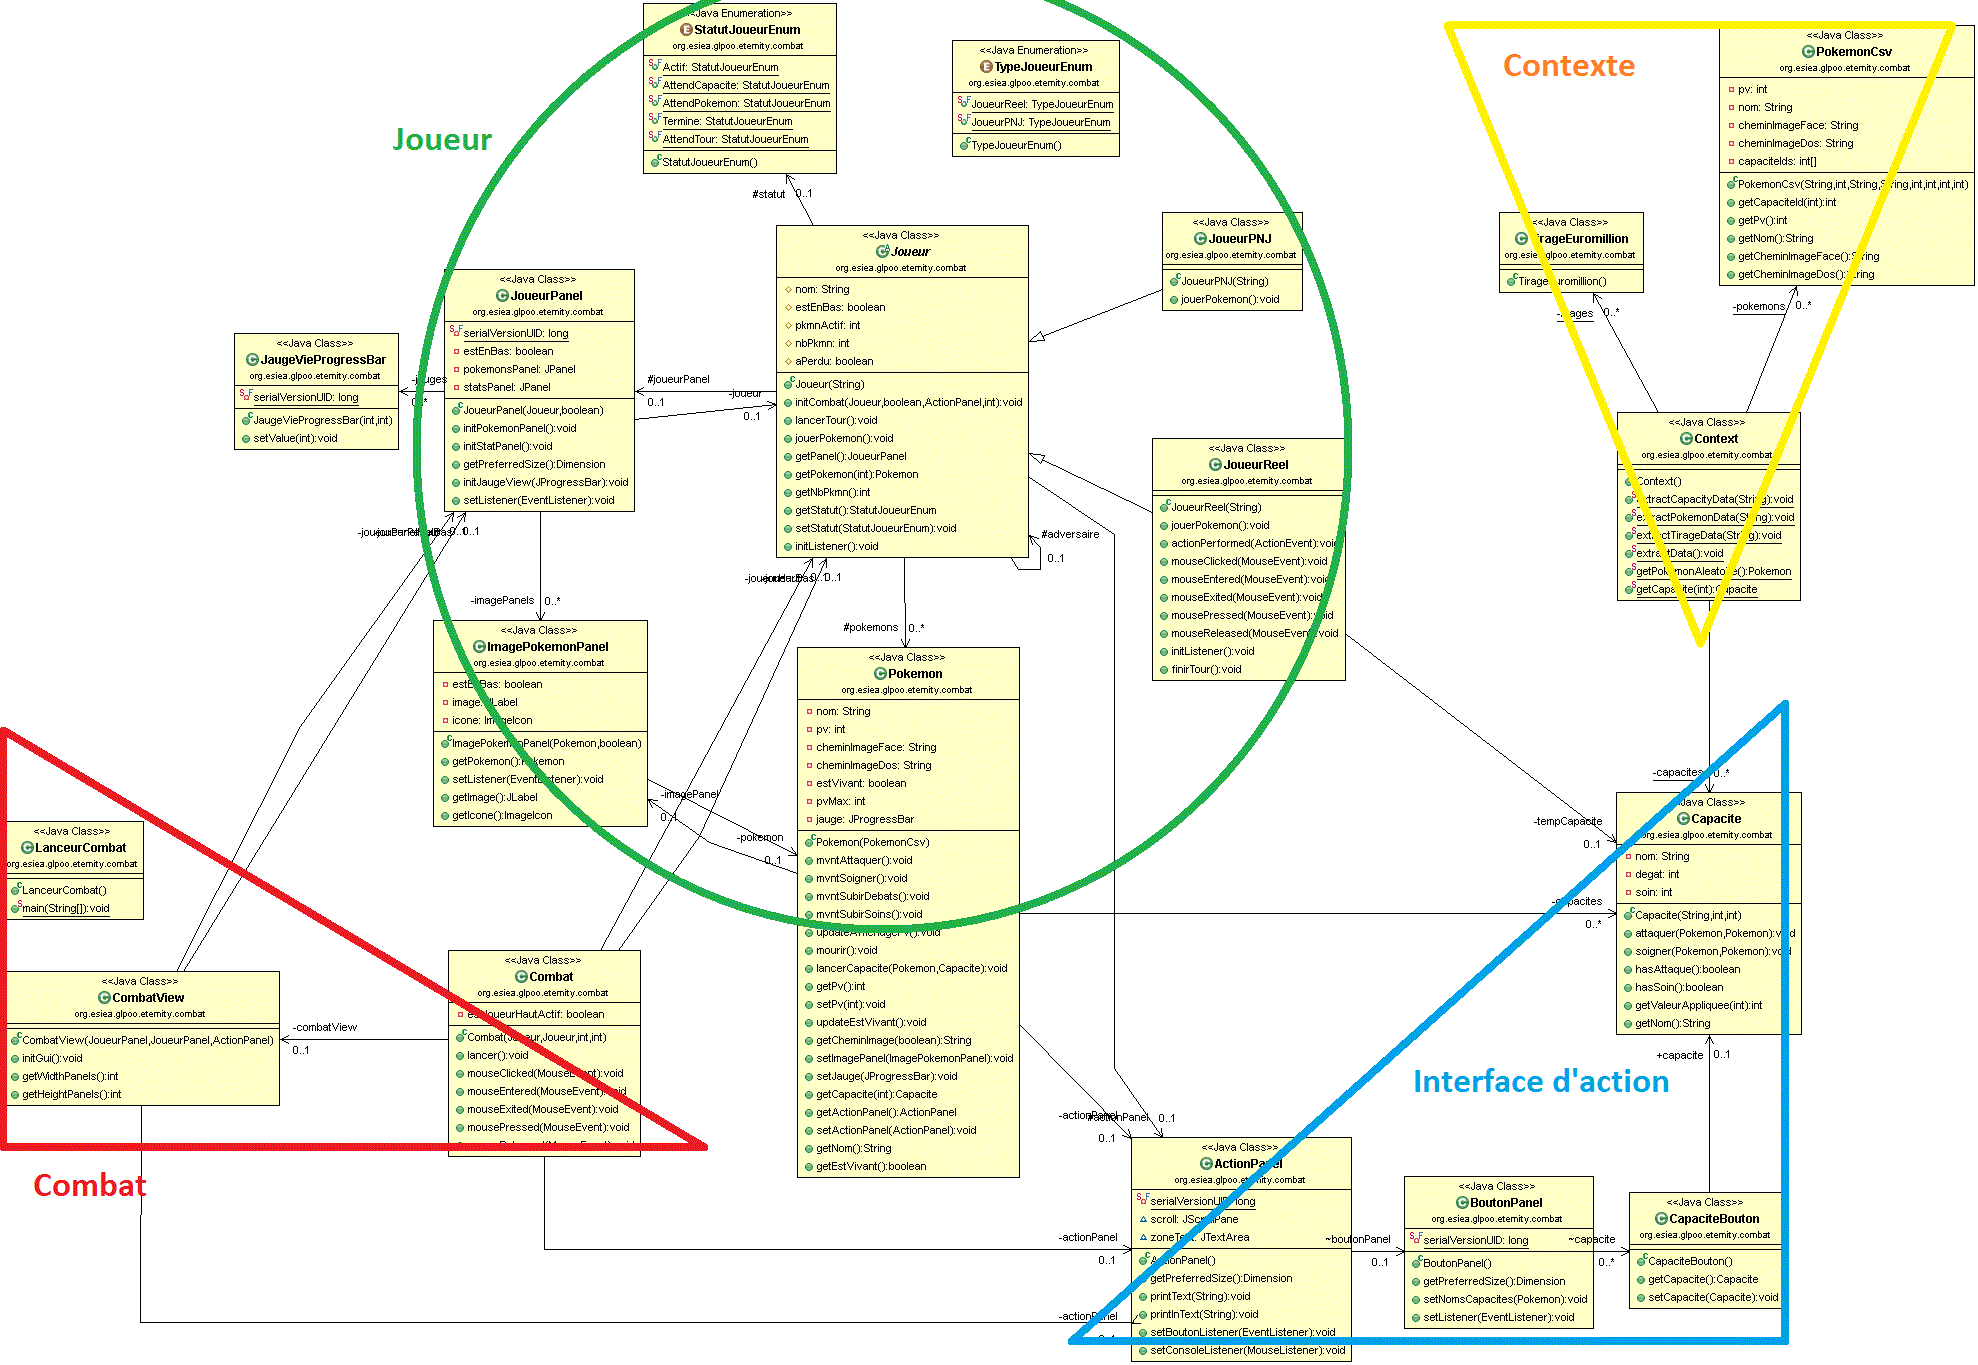 <<Java Enumeration>>
StatutJoueurEnum
org.esiea.glpoo.eternity.combat
Actif: StatutJoueurEnum
AttendCapacite: StatutJoueurEnum
AttendPokemon: StatutJoueurEnum
Termine: StatutJoueurEnum
AttendTour: StatutJoueurEnum
StatutJoueurEnum()
<<Java Enumeration>>
TypeJoueurEnum
org.esiea.glpoo.eternity.combat
JoueurReel: TypeJoueurEnum
JoueurPNJ: TypeJoueurEnum
TypeJoueurEnum()
Contexte
<<Java Class>>
PokemonCsv
org.esiea.glpoo.eternity.combat
pv: int
nom: String
cheminImageFace: String
cheminImageDos: String
capaciteIds: int[]
PokemonCsv(String,int,String,String,int,int,int,int)
getCapaciteId(int):int
getPv():int
getNom():String
getCheminImageFace():String
getCheminImageDos():String
Joueur
#statut 0..1
<<Java Class>>
Joueur
org.esiea.glpoo.eternity.combat
nom: String
estEnBas: boolean
pkmnActif: int
nbPkmn: int
aPerdu: boolean
Joueur(String)
initCombat(Joueur,boolean,ActionPanel,int):void
lancerTour():void
jouerPokemon():void
getPanel():JoueurPanel
getPokemon(int):Pokemon
getNbPkmn():int
getStatut():StatutJoueurEnum
setStatut(StatutJoueurEnum):void
initListener():void
<<Java Class>>
JoueurPNJ
org.esiea.glpoo.eternity.combat
JoueurPNJ(String)
jouerPokemon():void
<<Java Class>>
TirageEuromillion
org.esiea.glpoo.eternity.combat
TirageEuromillion()
-tirages 0..*
-pokemons 0..*
<<Java Class>>
JoueurPanel
org.esiea.glpoo.eternity.combat
serialVersionUID: long
estEnBas: boolean
pokemonsPanel: JPanel
statsPanel: JPanel
JoueurPanel(Joueur,boolean)
initPokemonPanel():void
initStatPanel():void
getPreferredSize():Dimension
initJaugeView(JProgressBar):void
setListener(EventListener):void
<<Java Class>>
JaugeVieProgressBar
org.esiea.glpoo.eternity.combat
serialVersionUID: long
JaugeVieProgressBar(int,int)
setValue(int):void
-jauges
0..*
#joueurPanel
0..1
-joueur
0..1
<<Java Class>>
Context
org.esiea.glpoo.eternity.combat
Context()
extractCapacityData(String):void
extractPokemonData(String):void
extractTirageData(String):void
extractData():void
getPokemonAleatoire():Pokemon
getCapacite(int):Capacite
<<Java Class>>
JoueurReel
org.esiea.glpoo.eternity.combat
JoueurReel(String)
jouerPokemon():void
actionPerformed(ActionEvent):void
mouseClicked(MouseEvent):void
mouseEntered(MouseEvent):void
mouseExited(MouseEvent):void
mousePressed(MouseEvent):void
mouseReleased(MouseEvent):void
initListener():void
finirTour():void
#adversaire
0..1
0..1
0..1
0..1
-imagePanels 0..*
#pokemons 0..*
<<Java Class>>
ImagePokemonPanel
org.esiea.glpoo.eternity.combat
estEnBas: boolean
image: JLabel
icone: ImageIcon
ImagePokemonPanel(Pokemon,boolean)
getPokemon():Pokemon
setListener(EventListener):void
getImage():JLabel
getIcone():ImageIcon
-imagePanel
0..1
-pokemon
0..1
<<Java Class>>
Pokemon
org.esiea.glpoo.eternity.combat
nom: String
pv: int
cheminImageFace: String
cheminImageDos: String
estVivant: boolean
pvMax: int
jauge: JProgressBar
Pokemon(PokemonCsv)
mvntAttaquer():void
mvntSoigner():void
mvntSubirDebats():void
mvntSubirSoins():void
mourir():void
lancerCapacite(Pokemon,Capacite):void
getPv():int
setPv(int):void
updateEstVivant():void
getCheminImage(boolean):String
setImagePanel(ImagePokemonPanel):void
setJauge(JProgressBar):void
getCapacite(int):Capacite
getActionPanel():ActionPanel
setActionPanel(ActionPanel):void
getNom():String
getEstVivant():boolean
-capacites 0..*
-tempCapacite
0..1
-capacites
0..*
<<Java Class>>
Capacite
org.esiea.glpoo.eternity.combat
nom: String
degat: int
soin: int
Capacite(String,int,int)
attaquer(Pokemon,Pokemon):void
soigner(Pokemon,Pokemon):void
hasAttaque():boolean
hasSoin():boolean
getValeurAppliquee(int):int
getNom():String
+capacite 0..1
Interface d'action
<<Java Class>>
LanceurCombat
org.esiea.glpoo.eternity.combat
LanceurCombat()
main(String[]):void
<<Java Class>>
CombatView
org.esiea.glpoo.eternity.combat
CombatView(JoueurPanel,JoueurPanel,ActionPanel)
initGui():void
getWidthPanels():int
getHeightPanels():int
-combatView
0..1
<<Java Class>>
Combat
org.esiea.glpoo.eternity.combat
estJoueurHautActif: boolean
Combat(Joueur,Joueur,int,int)
lancer():void
mouseClicked(MouseEvent):void
mouseEntered(MouseEvent):void
mouseExited(MouseEvent):void
mousePressed(MouseEvent):void
Combat
-actionPanel
0..1
#actionPanel 0..1
<<Java Class>>
ActionPanel
org.esiea.glpoo.eternity.combat
serialVersionUID: long
scroll: JScrollPane
zoneText: JTextArea
ActionPanel()
getPreferredSize():Dimension
printText(String):void
printlnText(String):void
setBoutonListener(EventListener):void
setConsoleListener(MouseListener):void
-actionPanel
0..1
-actionPanel
0..1
~boutonPanel
0..1
<<Java Class>>
BoutonPanel
org.esiea.glpoo.eternity.combat
serialVersionUID: long
BoutonPanel()
getPreferredSize():Dimension
setNomsCapacites(Pokemon):void
setListener(EventListener):void
~capacite
0..*
<<Java Class>>
CapaciteBouton
org.esiea.glpoo.eternity.combat
CapaciteBouton()
getCapacite():Capacite
setCapacite(Capacite):void